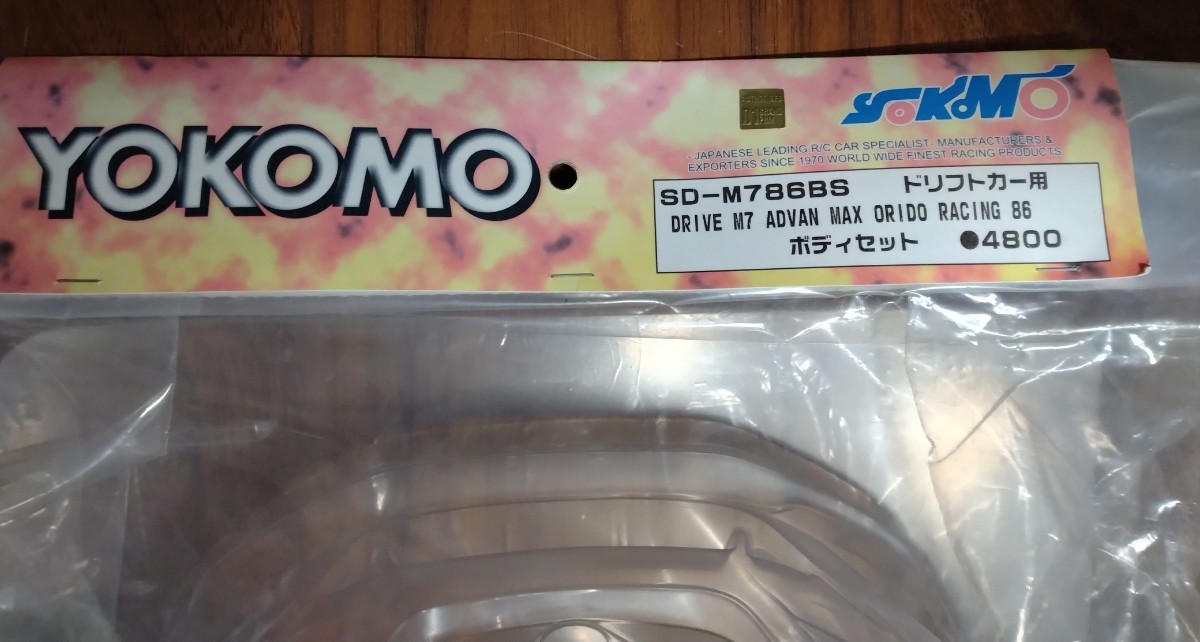 YOKOMO
YOKOMO
- JAPANESE LEADING R/C CAR SPECIALIST- MANUFACTURERS &
EXPORTERS SINCE 1970 WORLD WIDE FINEST RACING PRODUCTS
SD-M786BS ドリフトカー用
DRIVE M7 ADVAN MAX ORIDO RACING 86
ボディセット ●4800